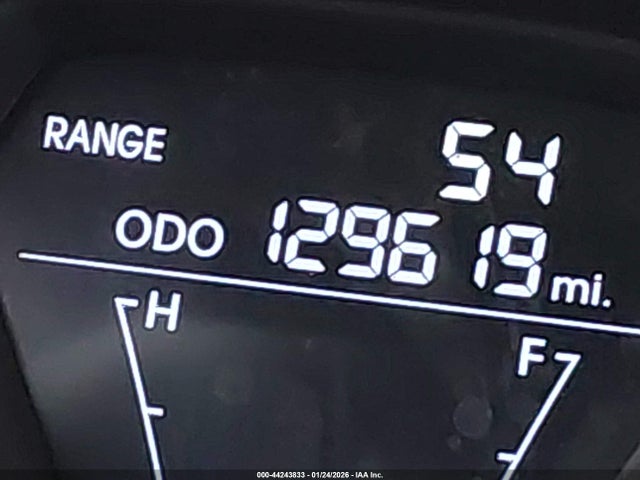 RANGE 54
ODO 129619 mi.
H
F
000-44243833 - 01/24/2026 - IAA Inc.